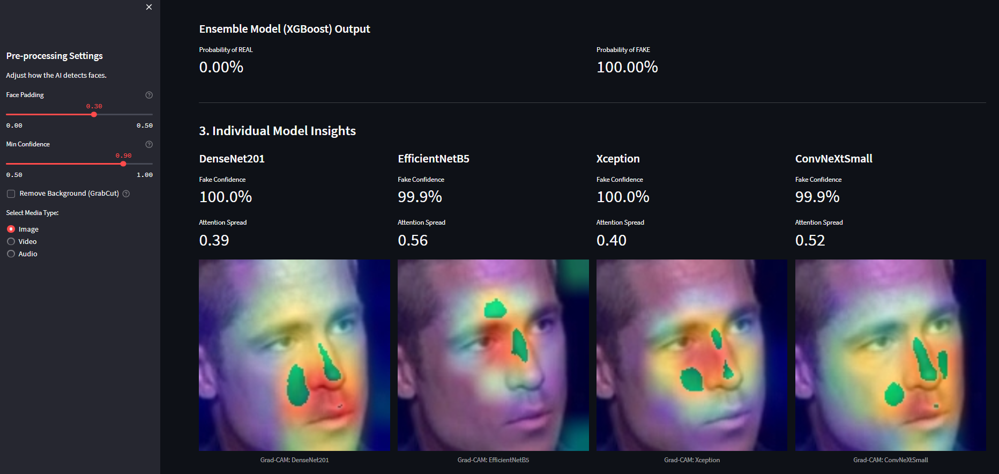 Pre-processing Settings
Adjust how the AI detects faces.
Face Padding
0.30
0.00 0.50
Min Confidence
0.90
0.50 1.00
Remove Background (GrabCut)
Select Media Type:
Image
Video
Audio
Ensemble Model (XGBoost) Output
Probability of REAL Probability of FAKE
0.00% 100.00%
3. Individual Model Insights
DenseNet201 EfficientNetB5 Xception ConvNeXtSmall
Fake Confidence Fake Confidence Fake Confidence Fake Confidence
100.0% 99.9% 100.0% 99.9%
Attention Spread Attention Spread Attention Spread Attention Spread
0.39 0.56 0.40 0.52
Grad-CAM: DenseNet201 Grad-CAM: EfficientNetB5 Grad-CAM: Xception Grad-CAM: ConvNeXtSmall